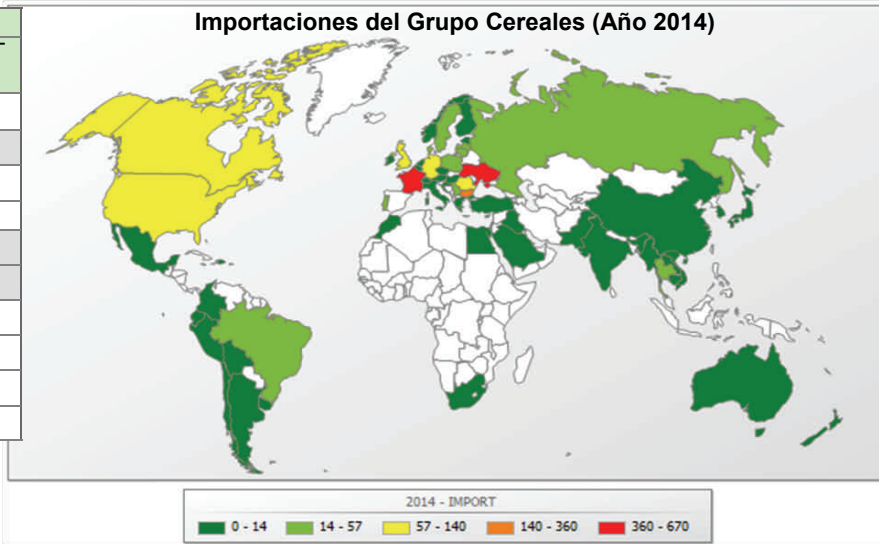 Importaciones del Grupo Cereales (Año 2014)
2014 - IMPORT
0 - 14
14 - 57
57 - 140
140 - 360
360 - 670